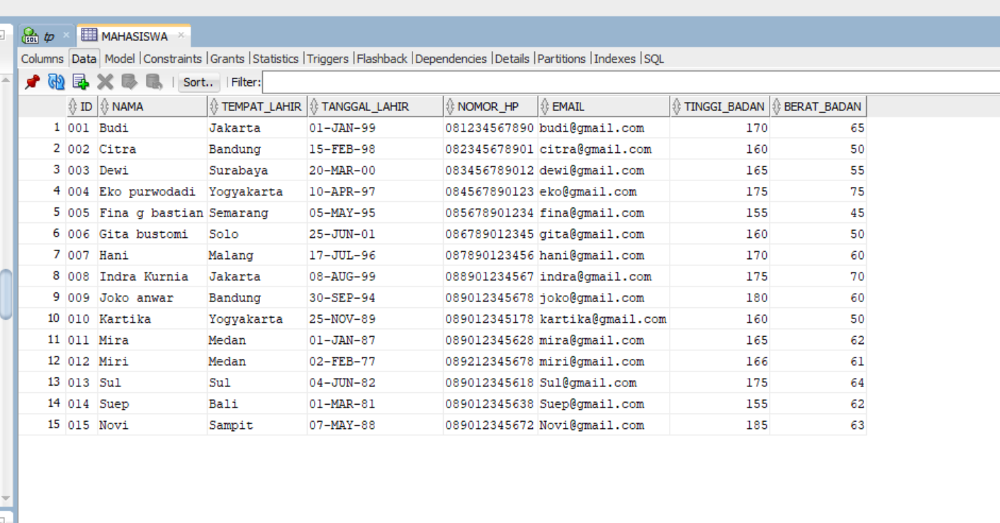 SQL tp × MAHASISWA ×
Columns Data Model Constraints Grants Statistics Triggers Flashback Dependencies Details Partitions Indexes SQL
Sort.. Filter:
ID NAMA TEMPAT_LAHIR TANGGAL_LAHIR NOMOR_HP EMAIL TINGGI_BADAN BERAT_BADAN
1 001 Budi Jakarta 01-JAN-99 081234567890 budi@gmail.com 170 65
2 002 Citra Bandung 15-FEB-98 082345678901 citra@gmail.com 160 50
3 003 Dewi Surabaya 20-MAR-00 083456789012 dewi@gmail.com 165 55
4 004 Eko purwodadi Yogyakarta 10-APR-97 084567890123 eko@gmail.com 175 75
5 005 Fina g bastian Semarang 05-MAY-95 085678901234 fina@gmail.com 155 45
6 006 Gita bustomi Solo 25-JUN-01 086789012345 gita@gmail.com 160 50
7 007 Hani Malang 17-JUL-96 087890123456 hani@gmail.com 170 60
8 008 Indra Kurnia Jakarta 08-AUG-99 088901234567 indra@gmail.com 175 70
9 009 Joko anwar Bandung 30-SEP-94 089012345678 joko@gmail.com 180 60
10 010 Kartika Yogyakarta 25-NOV-89 089012345178 kartika@gmail.com 160 50
11 011 Mira Medan 01-JAN-87 089012345628 mira@gmail.com 165 62
12 012 Miri Medan 02-FEB-77 089212345678 miri@gmail.com 166 61
13 013 Sul Sul 04-JUN-82 089012345618 Sul@gmail.com 175 64
14 014 Suep Bali 01-MAR-81 089012345638 Suep@gmail.com 155 62
15 015 Novi Sampit 07-MAY-88 089012345672 Novi@gmail.com 185 63